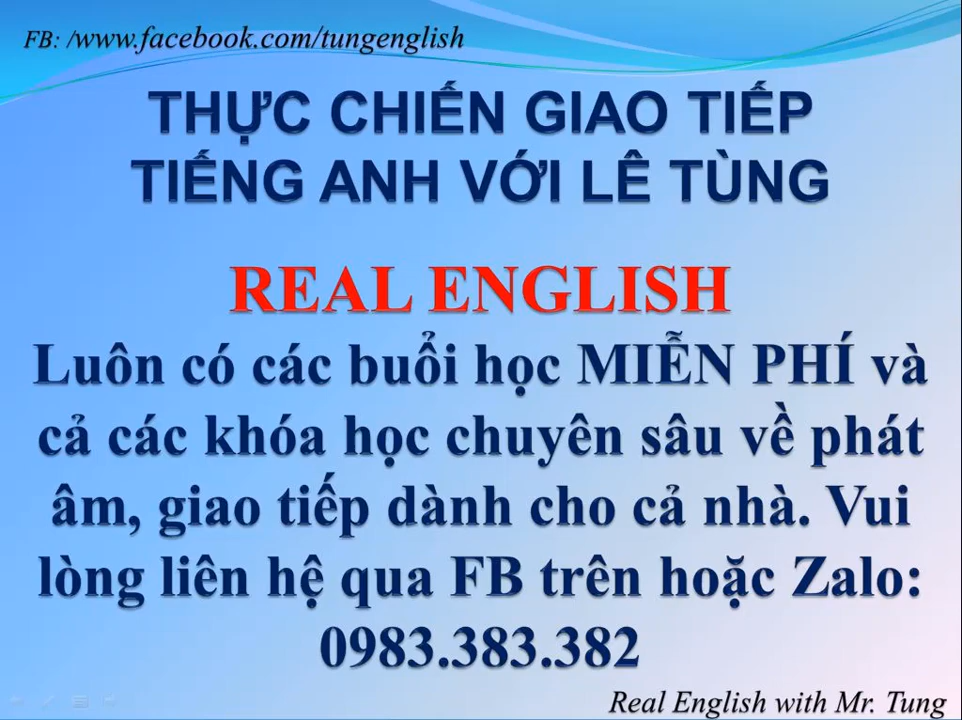 FB: /www.facebook.com/tungenglish
THỰC CHIẾN GIAO TIẾP
TIẾNG ANH VỚI LÊ TÙNG
REAL ENGLISH
Luôn có các buổi học MIỄN PHÍ và
cả các khóa học chuyên sâu về phát
âm, giao tiếp dành cho cả nhà. Vui
lòng liên hệ qua FB trên hoặc Zalo:
0983.383.382
Real English with Mr. Tung